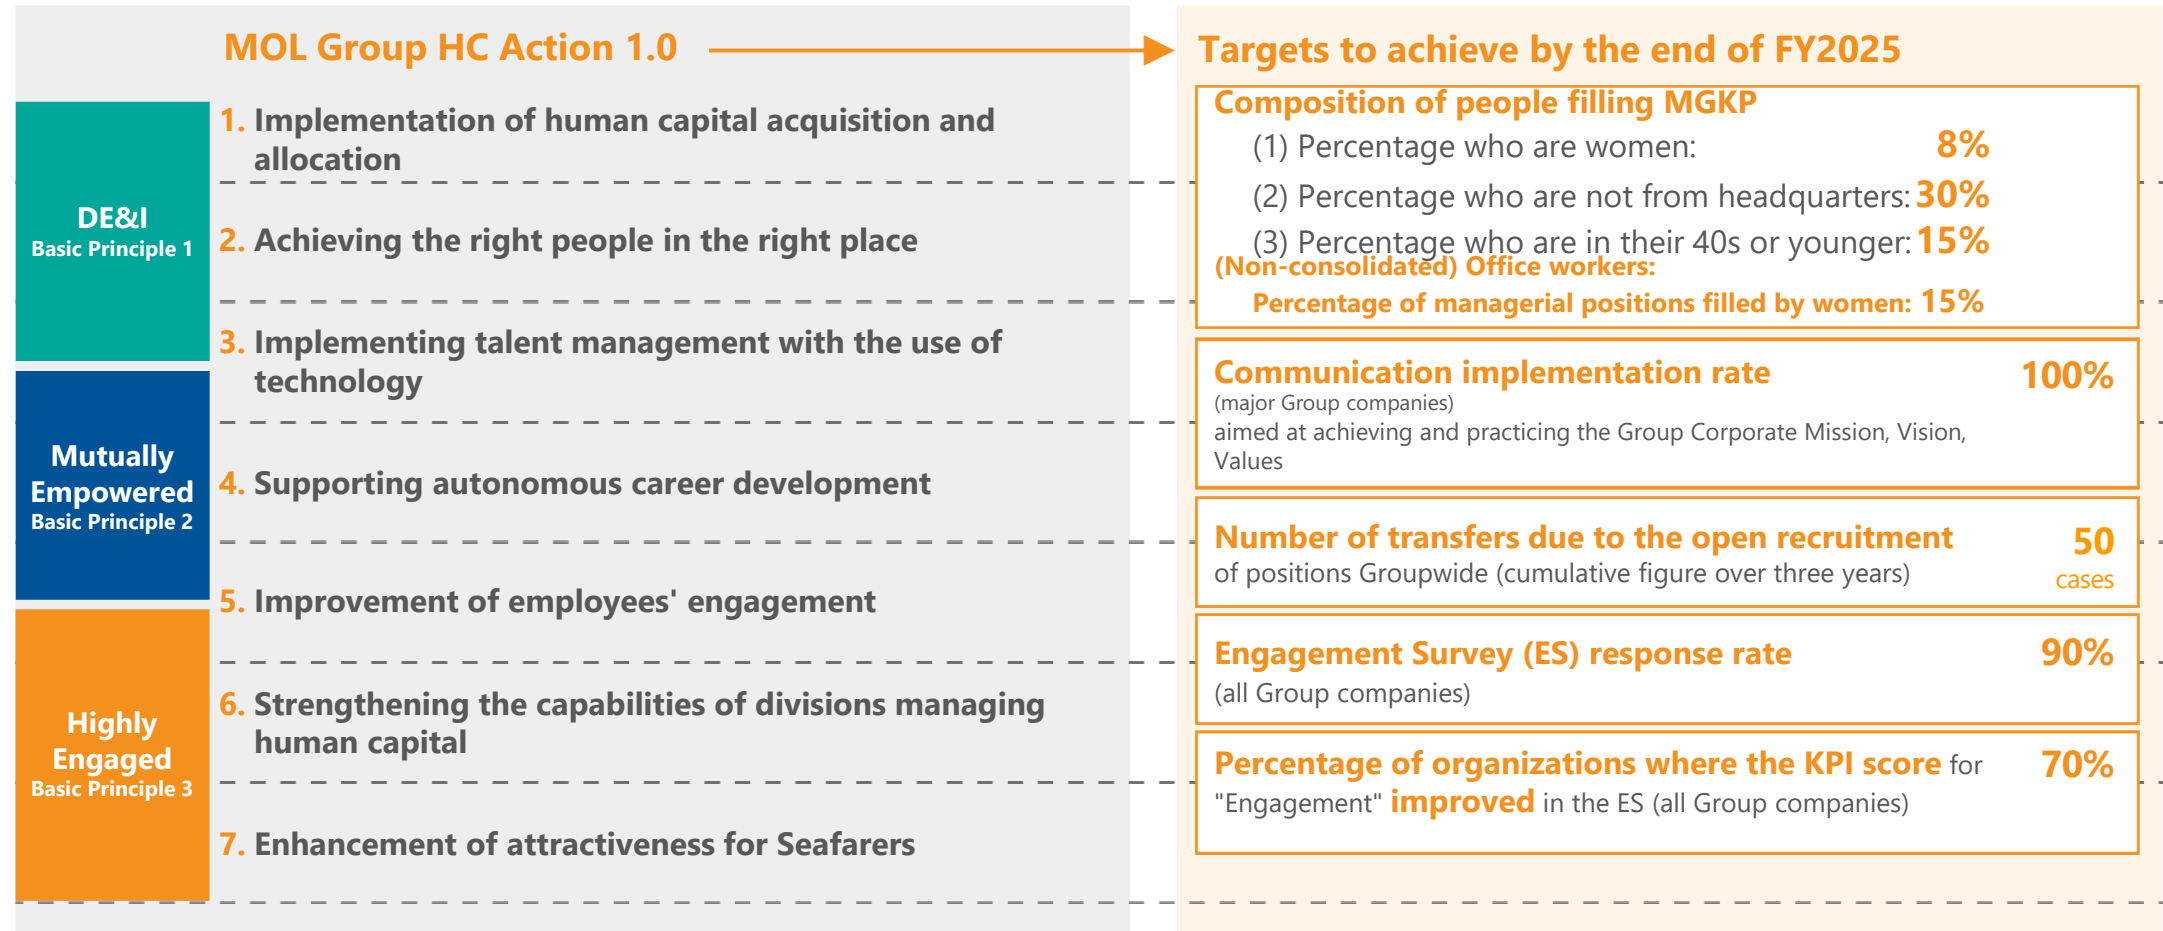 MOL Group HC Action 1.0
DE&I
Basic Principle 1
Mutually
Empowered
Basic Principle 2
Highly
Engaged
Basic Principle 3
1. Implementation of human capital acquisition and
allocation
2. Achieving the right people in the right place
3. Implementing talent management with the use of
technology
4. Supporting autonomous career development
5. Improvement of employees' engagement
6. Strengthening the capabilities of divisions managing
human capital
7. Enhancement of attractiveness for Seafarers
Targets to achieve by the end of FY2025
Composition of people filling MGKP
(1) Percentage who are women: 8%
(2) Percentage who are not from headquarters: 30%
(3) Percentage who are in their 40s or younger: 15%
(Non-consolidated) Office workers:
Percentage of managerial positions filled by women: 15%
Communication implementation rate 100%
(major Group companies)
aimed at achieving and practicing the Group Corporate Mission, Vision,
Values
Number of transfers due to the open recruitment 50
of positions Groupwide (cumulative figure over three years) cases
Engagement Survey (ES) response rate 90%
(all Group companies)
Percentage of organizations where the KPI score for 70%
"Engagement" improved in the ES (all Group companies)